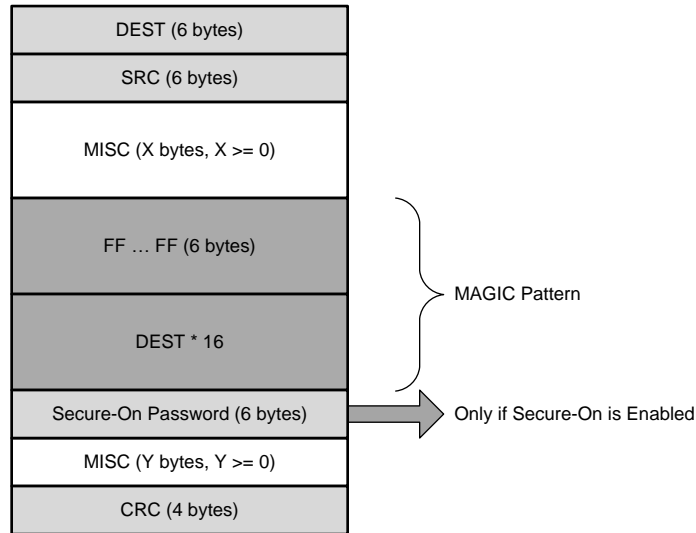 DEST (6 bytes)
SRC (6 bytes)
MISC (X bytes, X >= 0)
FF … FF (6 bytes)
MAGIC Pattern
DEST * 16
Secure-On Password (6 bytes)
Only if Secure-On is Enabled
MISC (Y bytes, Y >= 0)
CRC (4 bytes)